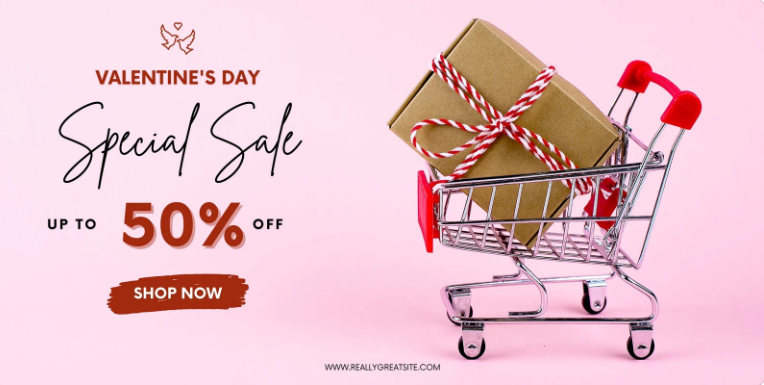 VALENTINE'S DAY
Special Sale
UP TO 50% OFF
SHOP NOW
WWW.REALLYGREATSITE.COM